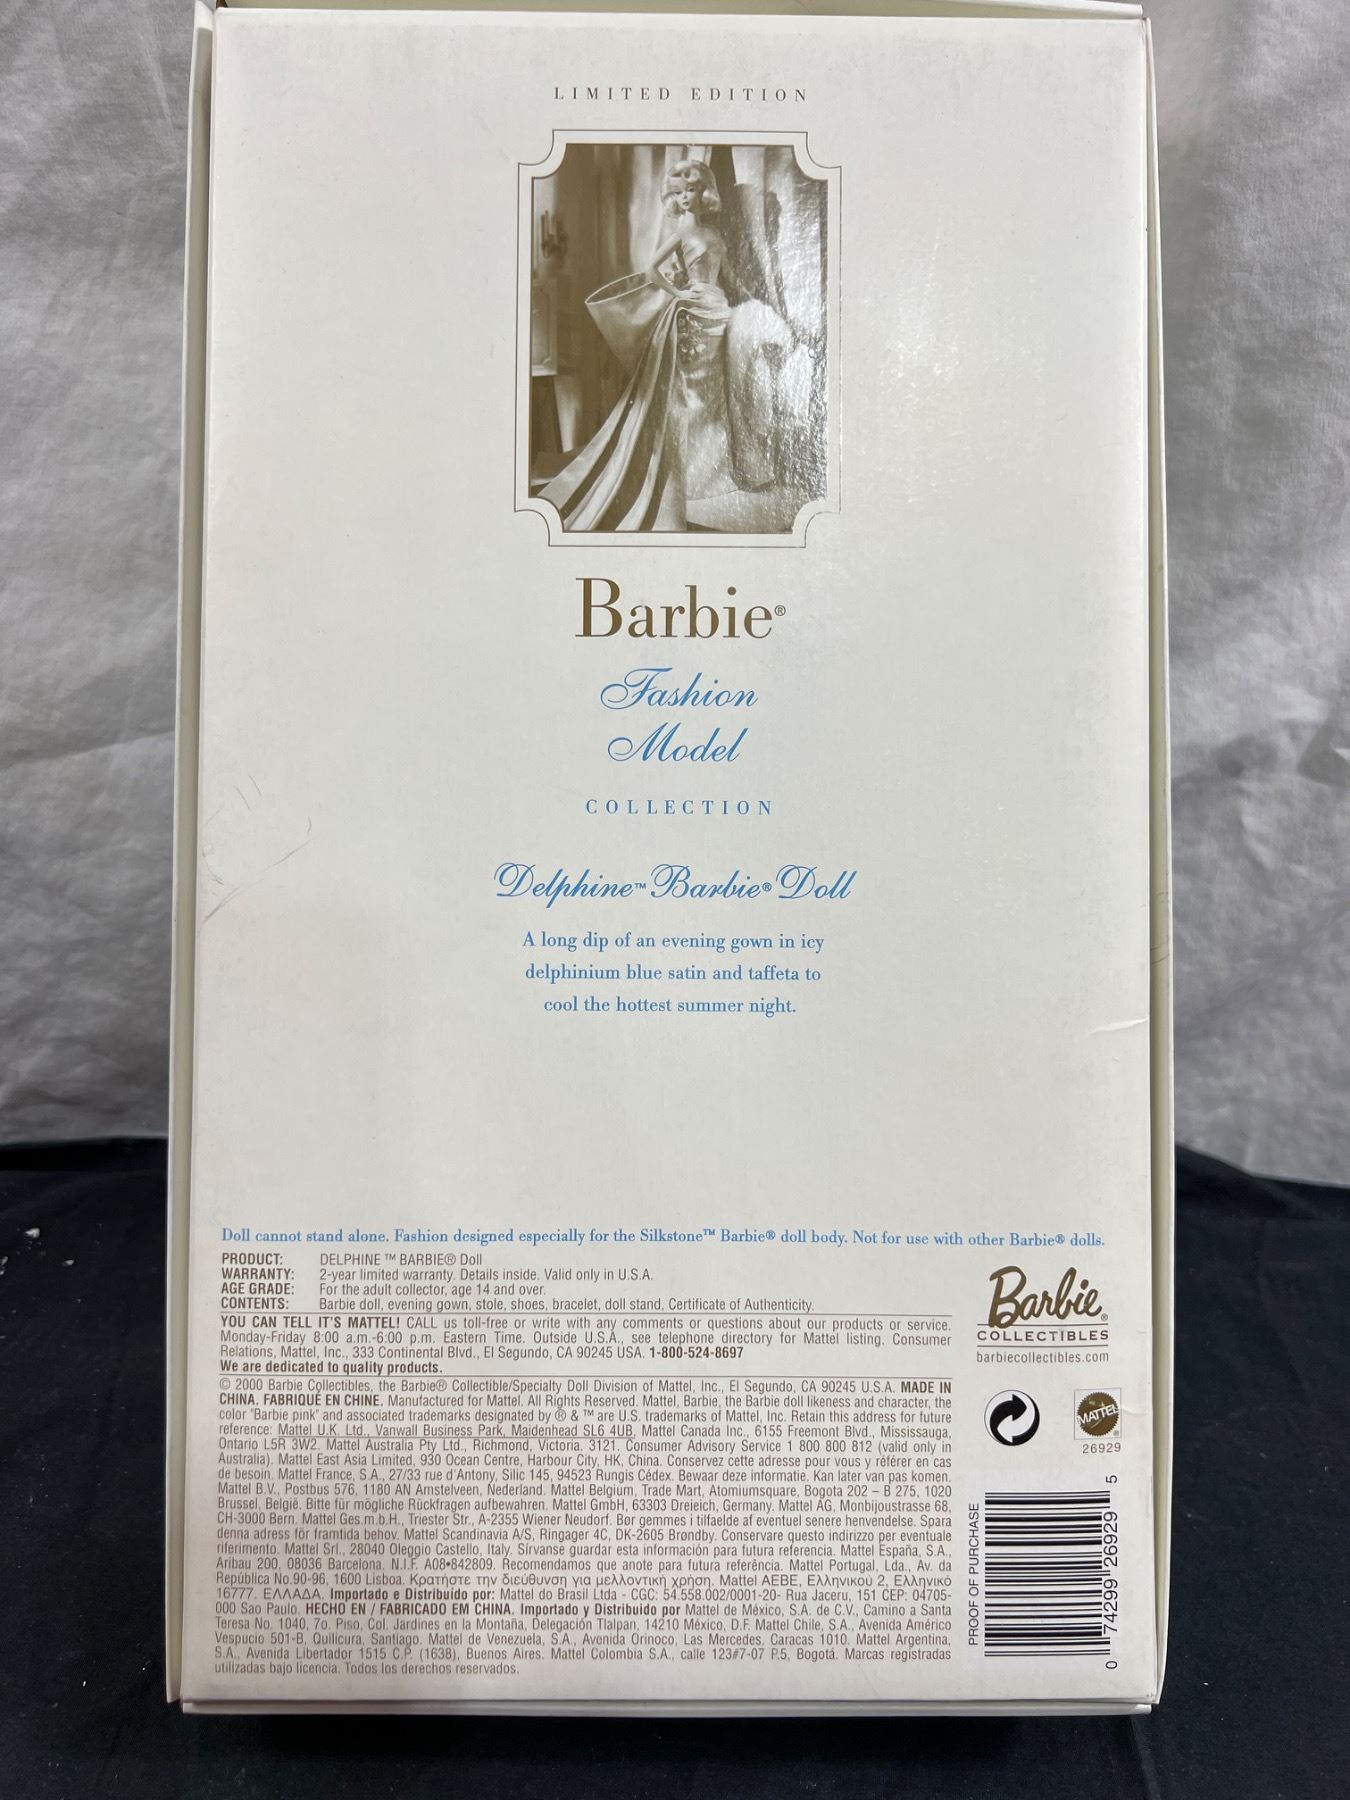 LIMITED EDITION
Barbie®
Fashion
Model
COLLECTION
Delphine™ Barbie® Doll
A long dip of an evening gown in icy
delphinium blue satin and taffeta to
cool the hottest summer night.
Doll cannot stand alone. Fashion designed especially for the Silkstone™ Barbie® doll body. Not for use with other Barbie® dolls.
PRODUCT: DELPHINE ™ BARBIE® Doll
WARRANTY: 2-year limited warranty. Details inside. Valid only in U.S.A.
AGE GRADE: For the adult collector, age 14 and over.
CONTENTS: Barbie doll, evening gown, stole, shoes, bracelet, doll stand, Certificate of Authenticity.
YOU CAN TELL IT'S MATTEL! CALL us toll-free or write with any comments or questions about our products or service.
Monday-Friday 8:00 a.m.-6:00 p.m. Eastern Time. Outside U.S.A., see telephone directory for Mattel listing. Consumer
Relations, Mattel, Inc., 333 Continental Blvd., El Segundo, CA 90245 USA. 1-800-524-8697
We are dedicated to quality products.
© 2000 Barbie Collectibles, the Barbie® Collectible/Specialty Doll Division of Mattel, Inc., El Segundo, CA 90245 U.S.A. MADE IN
CHINA. FABRIQUÉ EN CHINE. Manufactured for Mattel. All Rights Reserved. Mattel, Barbie, the Barbie doll likeness and character, the
color "Barbie pink" and associated trademarks designated by ® & ™ are U.S. trademarks of Mattel, Inc. Retain this address for future
reference: Mattel U.K. Ltd., Vanwall Business Park, Maidenhead SL6 4UB. Mattel Canada Inc., 6155 Freemont Blvd., Mississauga,
Ontario L5R 3W2. Mattel Australia Pty Ltd., Richmond, Victoria. 3121. Consumer Advisory Service 1 800 800 812 (valid only in
Australia). Mattel East Asia Limited, 930 Ocean Centre, Harbour City, HK, China. Conservez cette adresse pour vous y référer en cas
de besoin. Mattel France, S.A., 27/33 rue d'Antony, Silic 145, 94523 Rungis Cédex. Bewaar deze informatie. Kan later van pas komen.
Mattel B.V., Postbus 576, 1180 AN Amstelveen, Nederland. Mattel Belgium, Trade Mart, Atomiumsquare, Bogota 202 – B 275, 1020
Brussel, België. Bitte für mögliche Rückfragen aufbewahren. Mattel GmbH, 63303 Dreieich, Germany. Mattel AG, Monbijoustrasse 68,
CH-3000 Bern. Mattel Ges.m.b.H., Triester Str., A-2355 Wiener Neudorf. Bør gemmes i tilfaelde af eventuel senere henvendelse. Spara
denna adress för framtida behov. Mattel Scandinavia A/S, Ringager 4C, DK-2605 Brøndby. Conservare questo indirizzo per eventuale
riferimento. Mattel Srl., 28040 Oleggio Castello, Italy. Sírvanse guardar esta información para futura referencia. Mattel España, S.A.,
Aribau 200, 08036 Barcelona. N.I.F. A08•842809. Recomendamos que anote para futura referência. Mattel Portugal, Lda., Av. da
República No.90-96, 1600 Lisboa. Κρατήστε την διεύθυνση για μελλοντική χρήση. Mattel AEBE, Ελληνικού 2, Ελληνικό
16777. ΕΛΛΑΔΑ. Importado e Distribuido por: Mattel do Brasil Ltda - CGC: 54.558.002/0001-20- Rua Jaceru, 151 CEP: 04705-
000 Sao Paulo. HECHO EN / FABRICADO EM CHINA. Importado y Distribuido por Mattel de México, S.A. de C.V., Camino a Santa
Teresa No. 1040, 7o. Piso, Col. Jardines en la Montaña, Delegación Tlalpan, 14210 México, D.F. Mattel Chile, S.A., Avenida Américo
Vespucio 501-B, Quilicura, Santiago. Mattel de Venezuela, S.A., Avenida Orinoco, Las Mercedes, Caracas 1010. Mattel Argentina,
S.A., Avenida Libertador 1515 C.P. (1638), Buenos Aires. Mattel Colombia S.A., calle 123#7-07 P.5, Bogotá. Marcas registradas
utilizadas bajo licencia. Todos los derechos reservados.
Barbie®
COLLECTIBLES
barbiecollectibles.com
MATTEL®
26929
PROOF OF PURCHASE
0 74299 26929 5